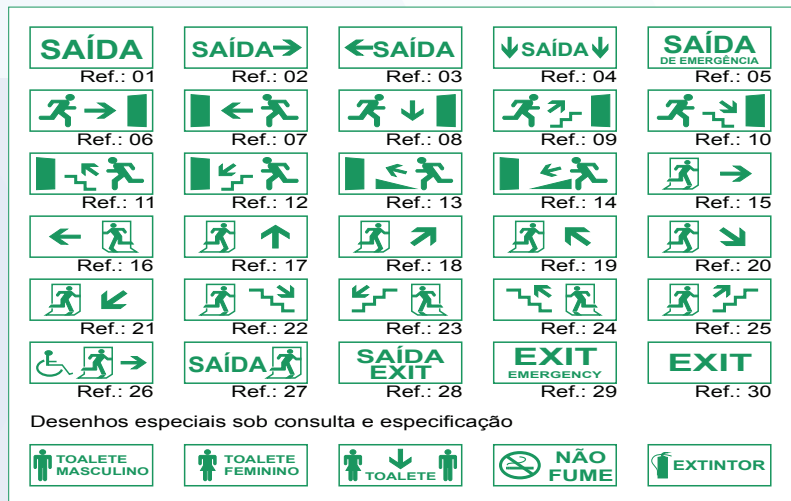 SAÍDA
SAÍDA
SAÍDA
SAÍDA
SAÍDA
DE EMERGÊNCIA
Ref.: 01
Ref.: 02
Ref.: 03
Ref.: 04
Ref.: 05
Ref.: 06
Ref.: 07
Ref.: 08
Ref.: 09
Ref.: 10
Ref.: 11
Ref.: 12
Ref.: 13
Ref.: 14
Ref.: 15
Ref.: 16
Ref.: 17
Ref.: 18
Ref.: 19
Ref.: 20
Ref.: 21
Ref.: 22
Ref.: 23
Ref.: 24
Ref.: 25
SAÍDA
SAÍDA
EXIT
EXIT
EMERGENCY
EXIT
Ref.: 26
Ref.: 27
Ref.: 28
Ref.: 29
Ref.: 30
Desenhos especiais sob consulta e especificação
TOALETE
MASCULINO
TOALETE
FEMININO
TOALETE
NÃO
FUME
EXTINTOR